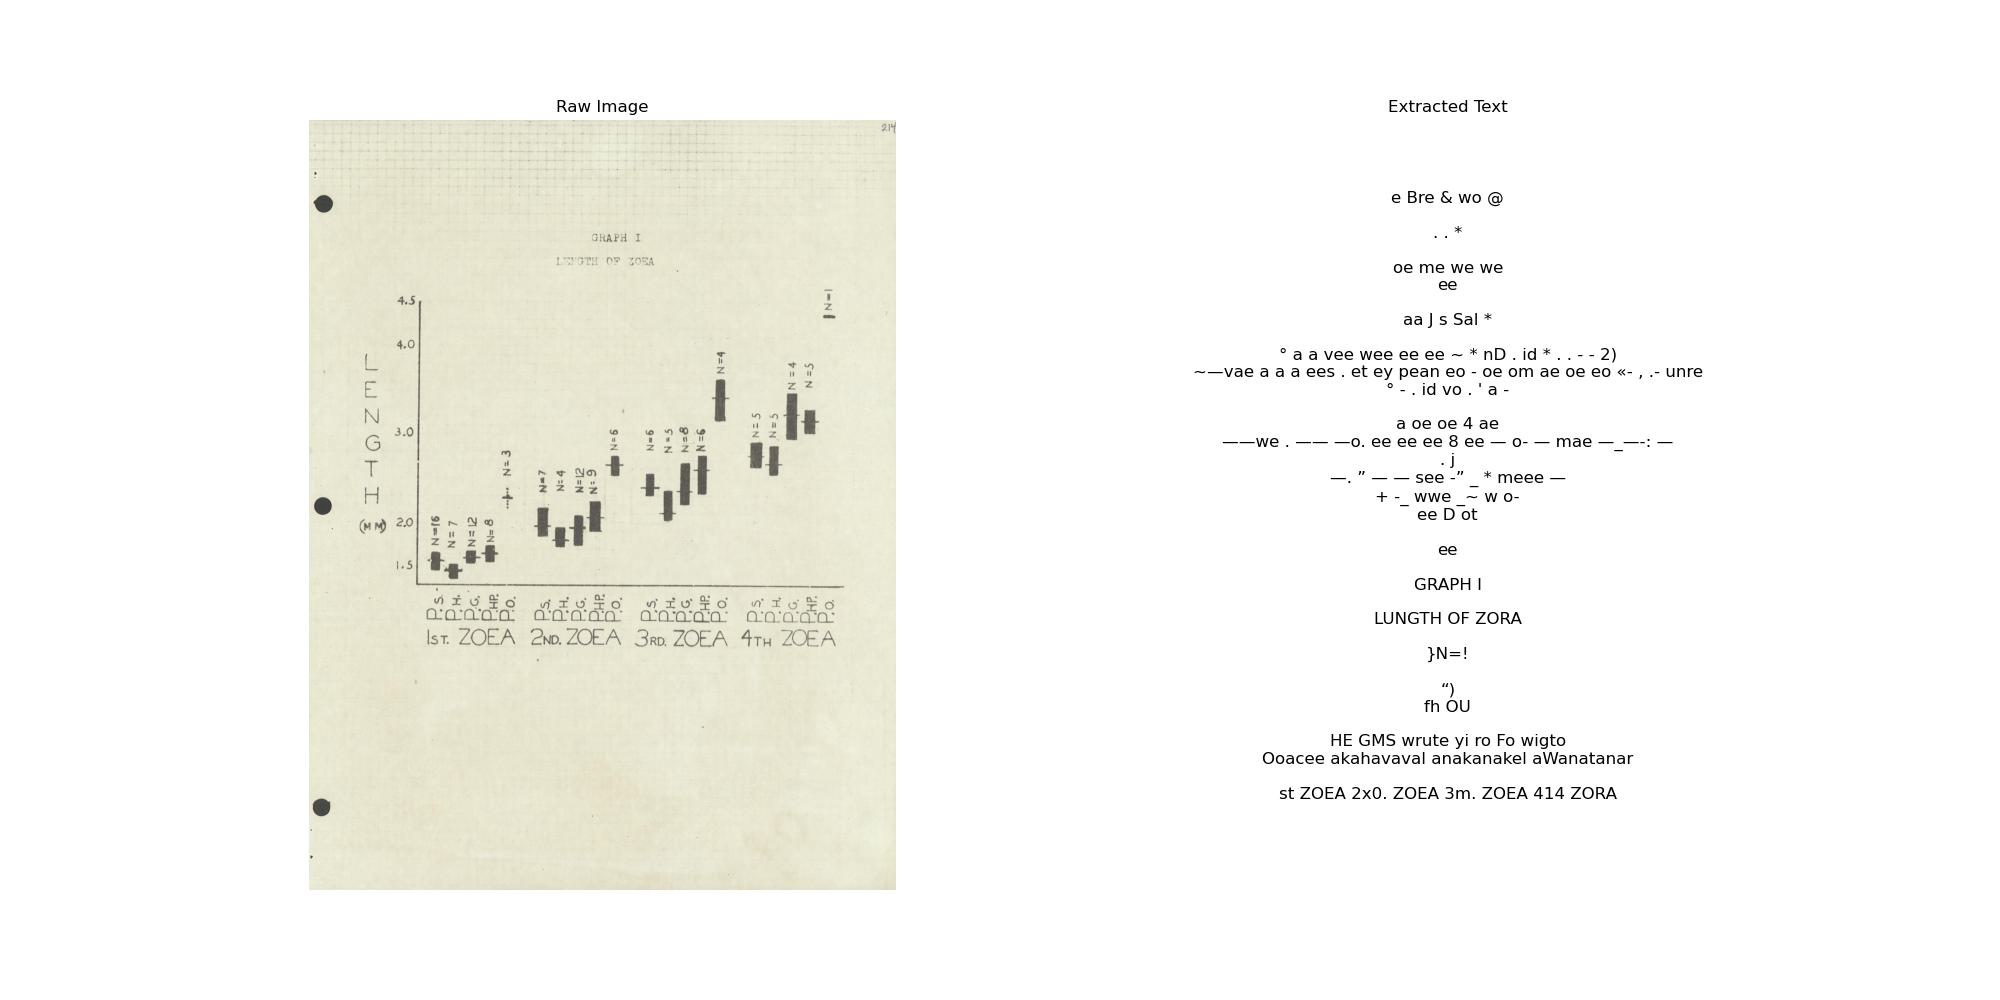 Raw Image
Extracted Text
214
GRAPH I
LENGTH OF ZOEA
LENGTH
(MM)
4.5
4.0
3.0
2.0
1.5
N=16
N=7
N=12
N=8
N=3
N=7
N=4
N=12
N=9
N=6
N=6
N=5
N=8
N=6
N=4
N=5
N=5
N=4
N=5
N=1
P.S. P.H. P.G. P.HP. P.O. P.S. P.H. P.G. P.HP. P.O. P.S. P.H. P.G. P.HP. P.O. P.S. P.H. P.G. P.HP. P.O.
1ST. ZOEA 2ND. ZOEA 3RD. ZOEA 4TH ZOEA
e Bre & wo @
. . *
oe me we we
ee
aa J s Sal *
° a a vee wee ee ee ~ * nD . id * . . - - 2)
~—vae a a a ees . et ey pean eo - oe om ae oe eo «- , .- unre
° - . id vo . ' a -
a oe oe 4 ae
——we . —— —o. ee ee ee 8 ee — o- — mae —_—-: —
. j
—. ” — — see -” _ * meee —
+ -_ wwe _~ w o-
ee D ot
ee
GRAPH I
LUNGTH OF ZORA
}N=!
“)
fh OU
HE GMS wrute yi ro Fo wigto
Ooacee akahavaval anakanakel aWanatanar
st ZOEA 2x0. ZOEA 3m. ZOEA 414 ZORA